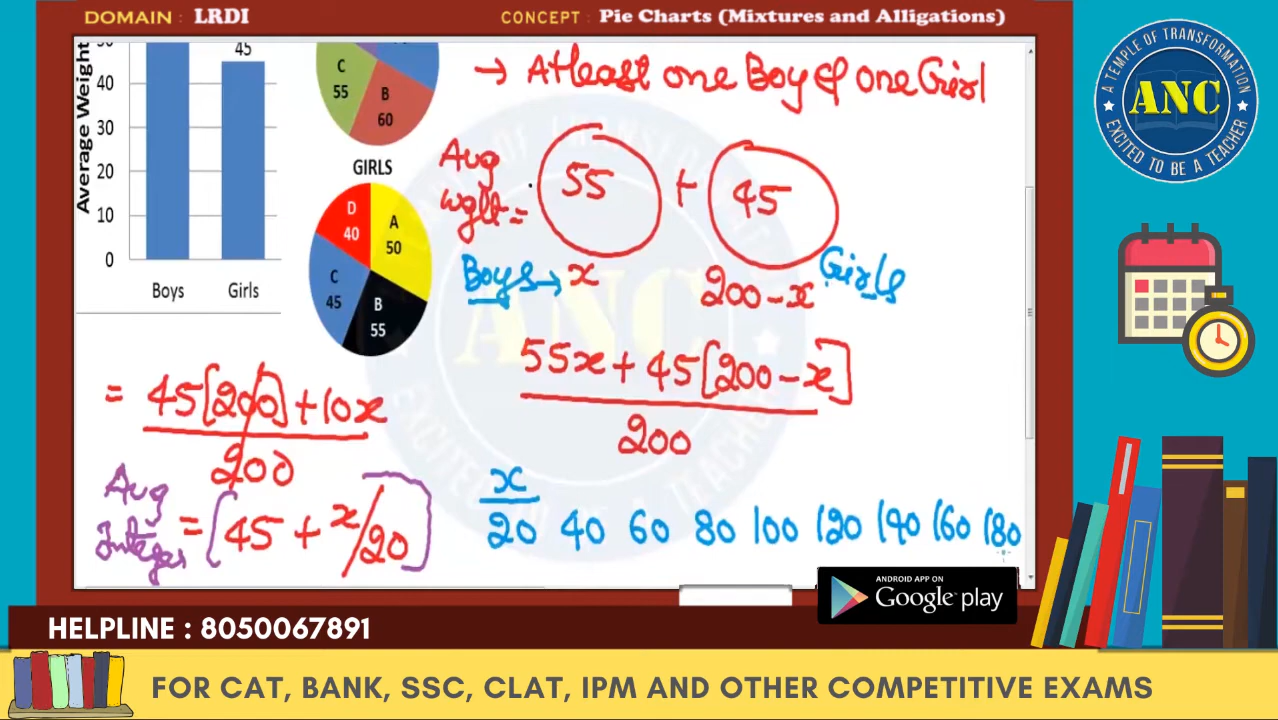 DOMAIN : LRDI
CONCEPT : Pie Charts (Mixtures and Alligations)
A TEMPLE OF TRANSFORMATION
ANC
EXCITED TO BE A TEACHER
Average Weight
45
40
30
20
10
0
Boys Girls
C
55
B
60
GIRLS
D
40
A
50
C
45
B
55
→ Atleast one Boy & one Girl
Avg
wght =
55 + 45
Boys → x
200 - x Girls
55x + 45[200 - x]
200
= 45[200] + 10x
200
Avg
Integer
= [45 + x/20]
x
20 40 60 80 100 120 140 160 180
ANDROID APP ON
Google play
HELPLINE : 8050067891
FOR CAT, BANK, SSC, CLAT, IPM AND OTHER COMPETITIVE EXAMS